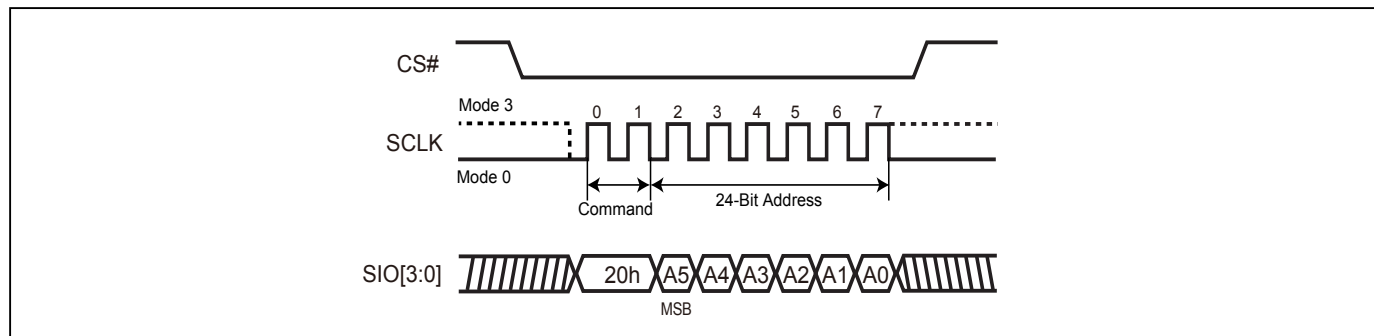 CS#
Mode 3
0 1 2 3 4 5 6 7
SCLK
Mode 0
Command
24-Bit Address
SIO[3:0]
20h A5 A4 A3 A2 A1 A0
MSB